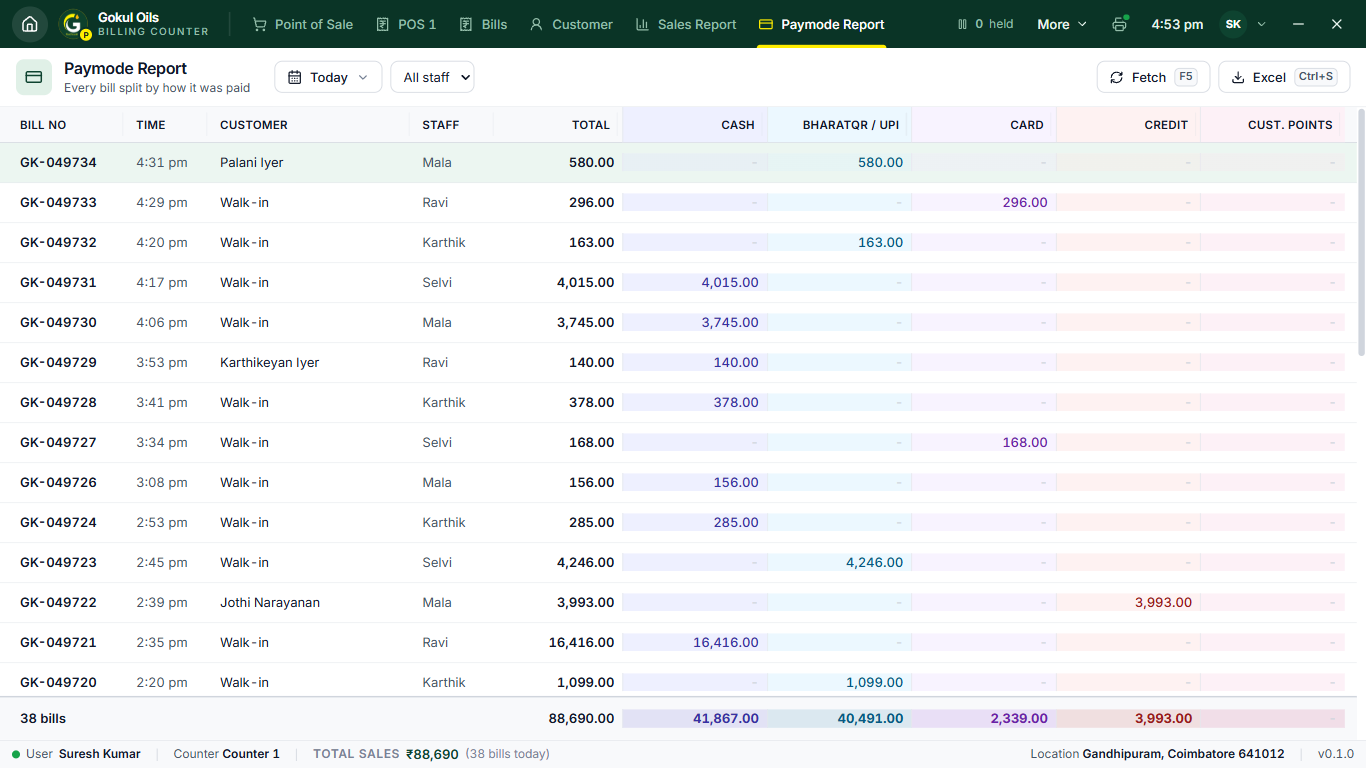 Gokul Oils
BILLING COUNTER
P
Point of Sale
POS 1
Bills
Customer
Sales Report
Paymode Report
0 held
More
4:53 pm
SK
Paymode Report
Every bill split by how it was paid
Today
All staff
Fetch F5
Excel Ctrl+S
BILL NO TIME CUSTOMER STAFF TOTAL CASH BHARATQR / UPI CARD CREDIT CUST. POINTS
GK-049734 4:31 pm Palani Iyer Mala 580.00 - 580.00 - - -
GK-049733 4:29 pm Walk-in Ravi 296.00 - - 296.00 - -
GK-049732 4:20 pm Walk-in Karthik 163.00 - 163.00 - - -
GK-049731 4:17 pm Walk-in Selvi 4,015.00 4,015.00 - - - -
GK-049730 4:06 pm Walk-in Mala 3,745.00 3,745.00 - - - -
GK-049729 3:53 pm Karthikeyan Iyer Ravi 140.00 140.00 - - - -
GK-049728 3:41 pm Walk-in Karthik 378.00 378.00 - - - -
GK-049727 3:34 pm Walk-in Selvi 168.00 - - 168.00 - -
GK-049726 3:08 pm Walk-in Mala 156.00 156.00 - - - -
GK-049724 2:53 pm Walk-in Karthik 285.00 285.00 - - - -
GK-049723 2:45 pm Walk-in Selvi 4,246.00 - 4,246.00 - - -
GK-049722 2:39 pm Jothi Narayanan Mala 3,993.00 - - - 3,993.00 -
GK-049721 2:35 pm Walk-in Ravi 16,416.00 16,416.00 - - - -
GK-049720 2:20 pm Walk-in Karthik 1,099.00 - 1,099.00 - - -
38 bills 88,690.00 41,867.00 40,491.00 2,339.00 3,993.00 -
User Suresh Kumar Counter Counter 1 TOTAL SALES ₹88,690 (38 bills today) Location Gandhipuram, Coimbatore 641012 v0.1.0